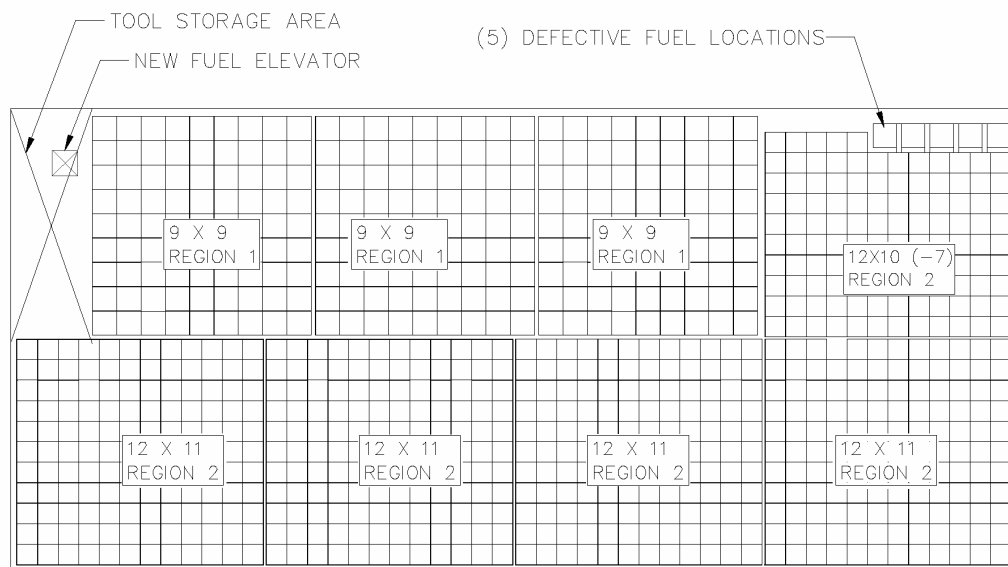 TOOL STORAGE AREA
(5) DEFECTIVE FUEL LOCATIONS
NEW FUEL ELEVATOR
9 X 9
REGION 1
9 X 9
REGION 1
9 X 9
REGION 1
12X10 (-7)
REGION 2
12 X 11
REGION 2
12 X 11
REGION 2
12 X 11
REGION 2
12 X 11
REGION 2